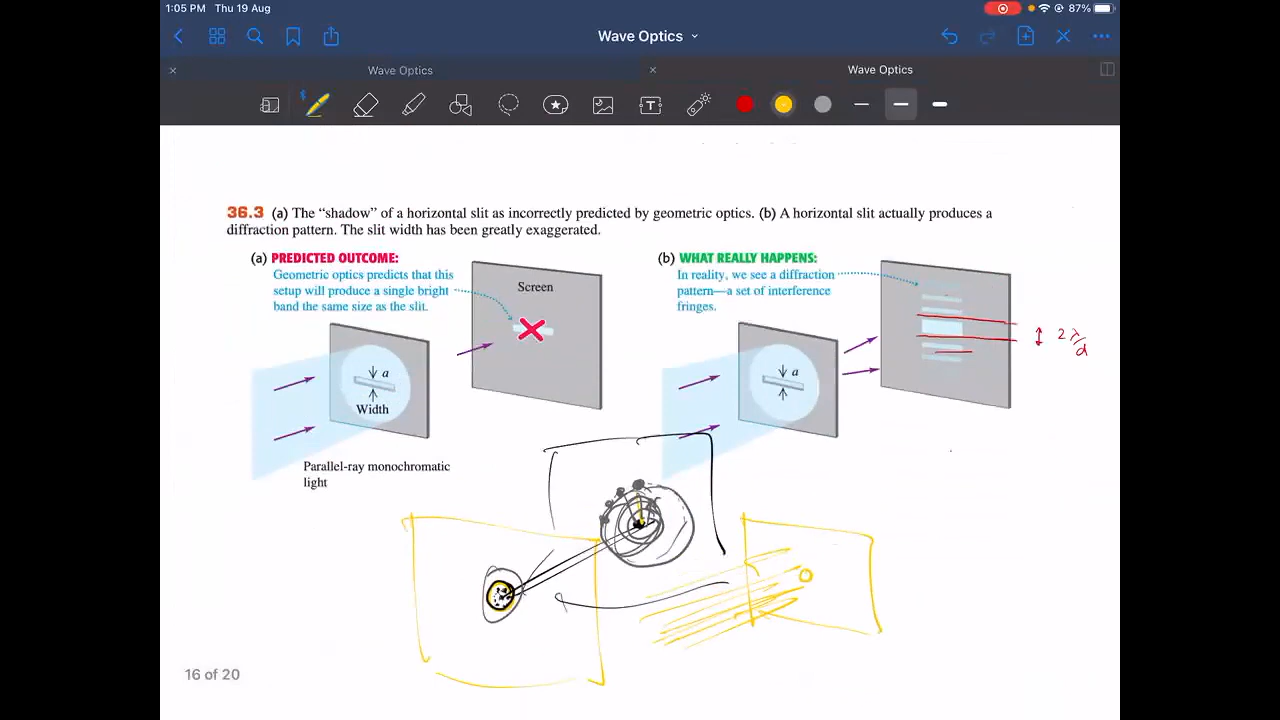 1:05 PM Thu 19 Aug
87%
Wave Optics
Wave Optics
Wave Optics
36.3 (a) The “shadow” of a horizontal slit as incorrectly predicted by geometric optics. (b) A horizontal slit actually produces a
diffraction pattern. The slit width has been greatly exaggerated.
(a) PREDICTED OUTCOME:
Geometric optics predicts that this
setup will produce a single bright
band the same size as the slit.
Screen
a
Width
Parallel-ray monochromatic
light
(b) WHAT REALLY HAPPENS:
In reality, we see a diffraction
pattern—a set of interference
fringes.
a
2λ/a
16 of 20